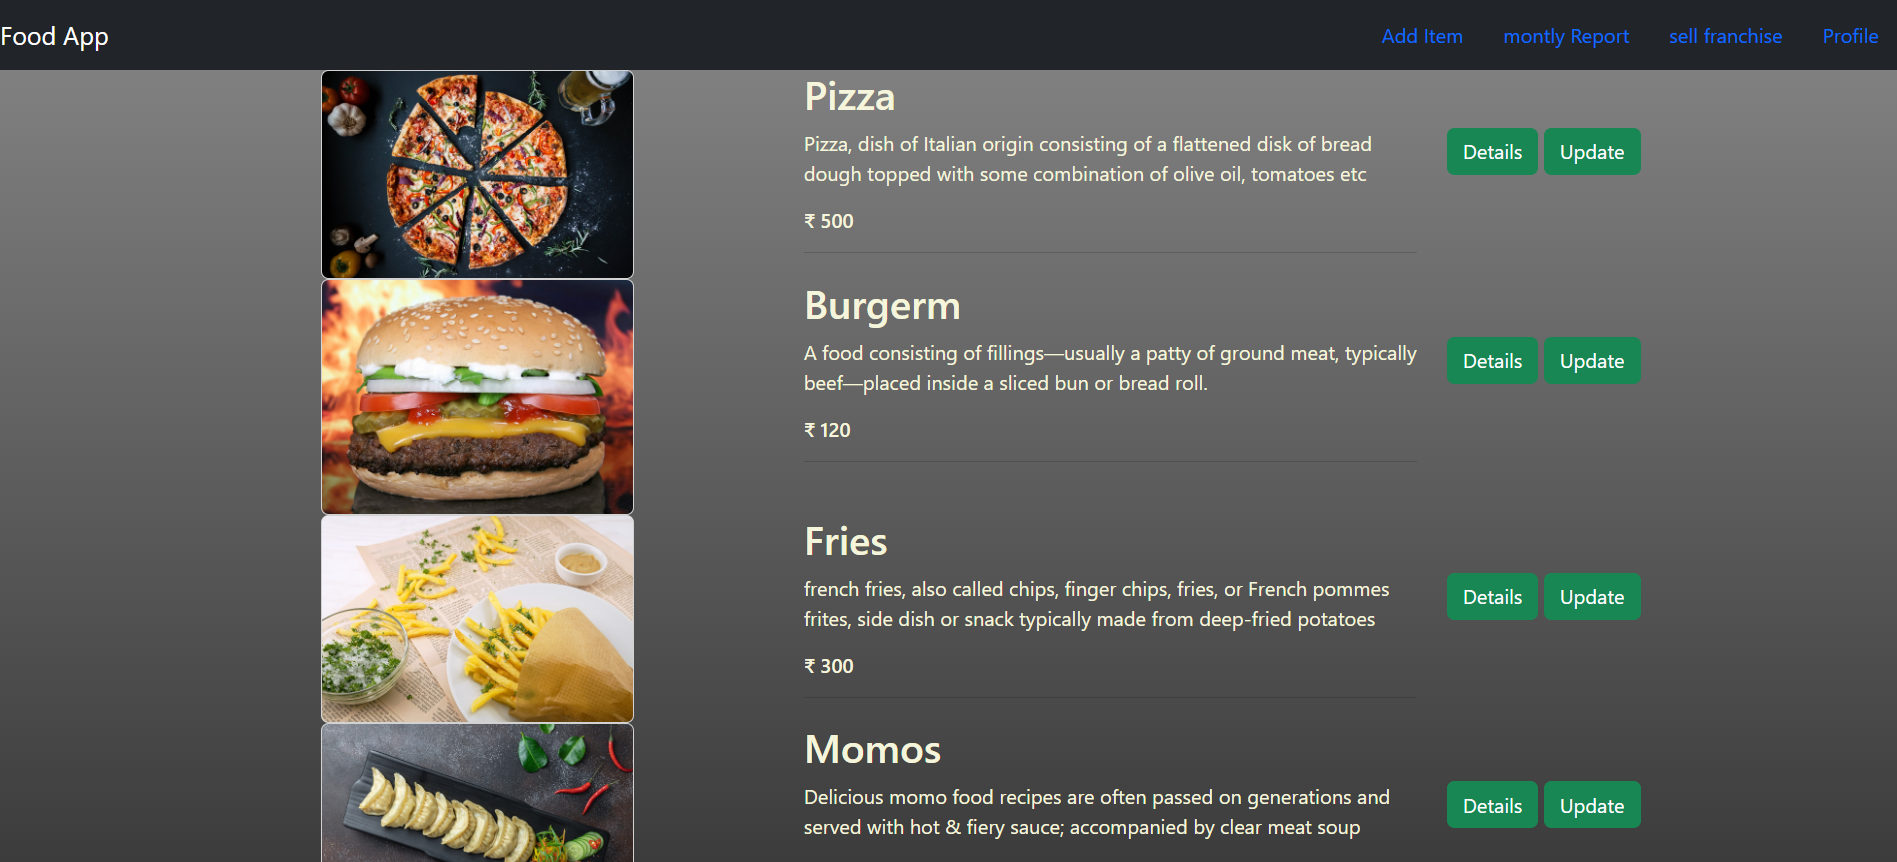 Food App
Add Item
montly Report
sell franchise
Profile
Pizza
Pizza, dish of Italian origin consisting of a flattened disk of bread
dough topped with some combination of olive oil, tomatoes etc
₹ 500
Details
Update
Burgerm
A food consisting of fillings—usually a patty of ground meat, typically
beef—placed inside a sliced bun or bread roll.
₹ 120
Details
Update
Fries
french fries, also called chips, finger chips, fries, or French pommes
frites, side dish or snack typically made from deep-fried potatoes
₹ 300
Details
Update
Momos
Delicious momo food recipes are often passed on generations and
served with hot & fiery sauce; accompanied by clear meat soup
Details
Update